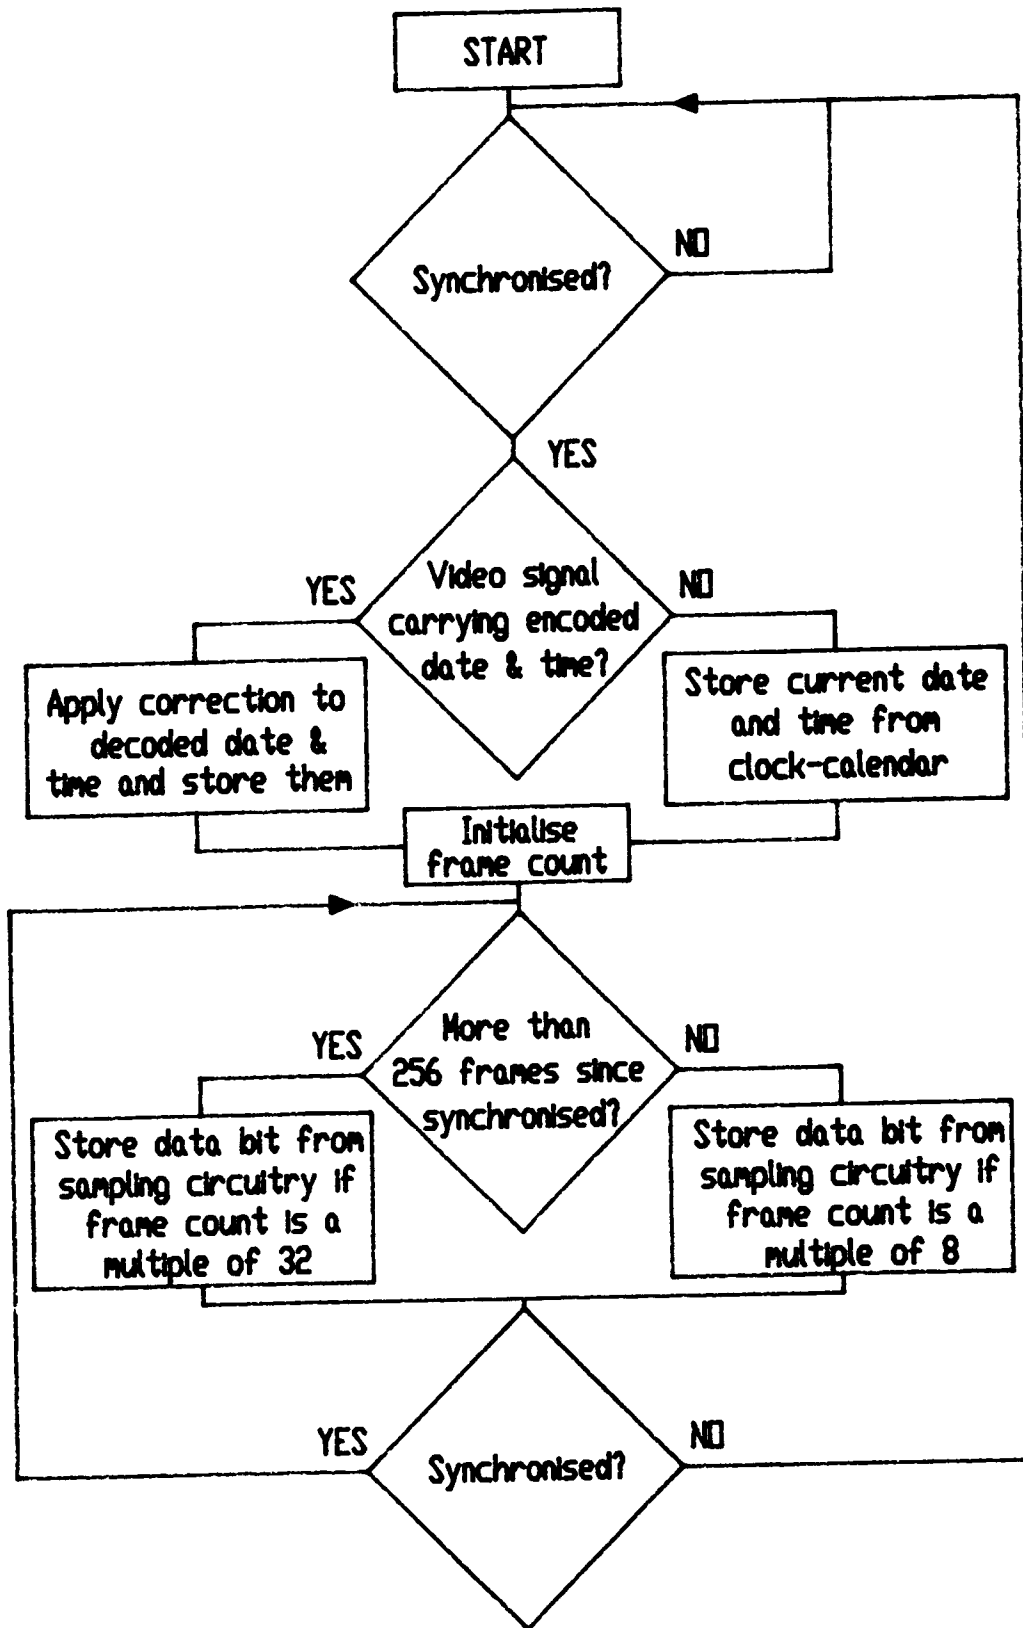 START
NO
Synchronised?
YES
YES
Video signal
carrying encoded
date & time?
NO
Apply correction to
decoded date &
time and store them
Store current date
and time from
clock-calendar
Initialise
frame count
YES
More than
256 frames since
synchronised?
NO
Store data bit from
sampling circuitry if
frame count is a
multiple of 32
Store data bit from
sampling circuitry if
frame count is a
multiple of 8
YES
Synchronised?
NO